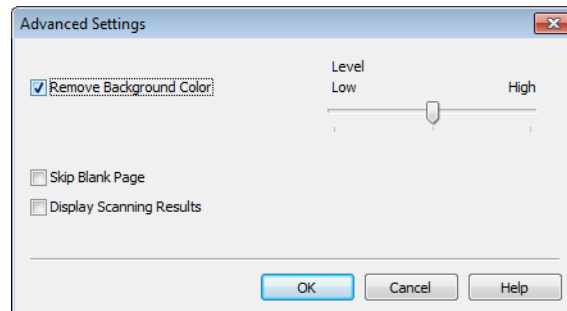 Advanced Settings
Level
Remove Background Color
Low High
Skip Blank Page
Display Scanning Results
OK Cancel Help